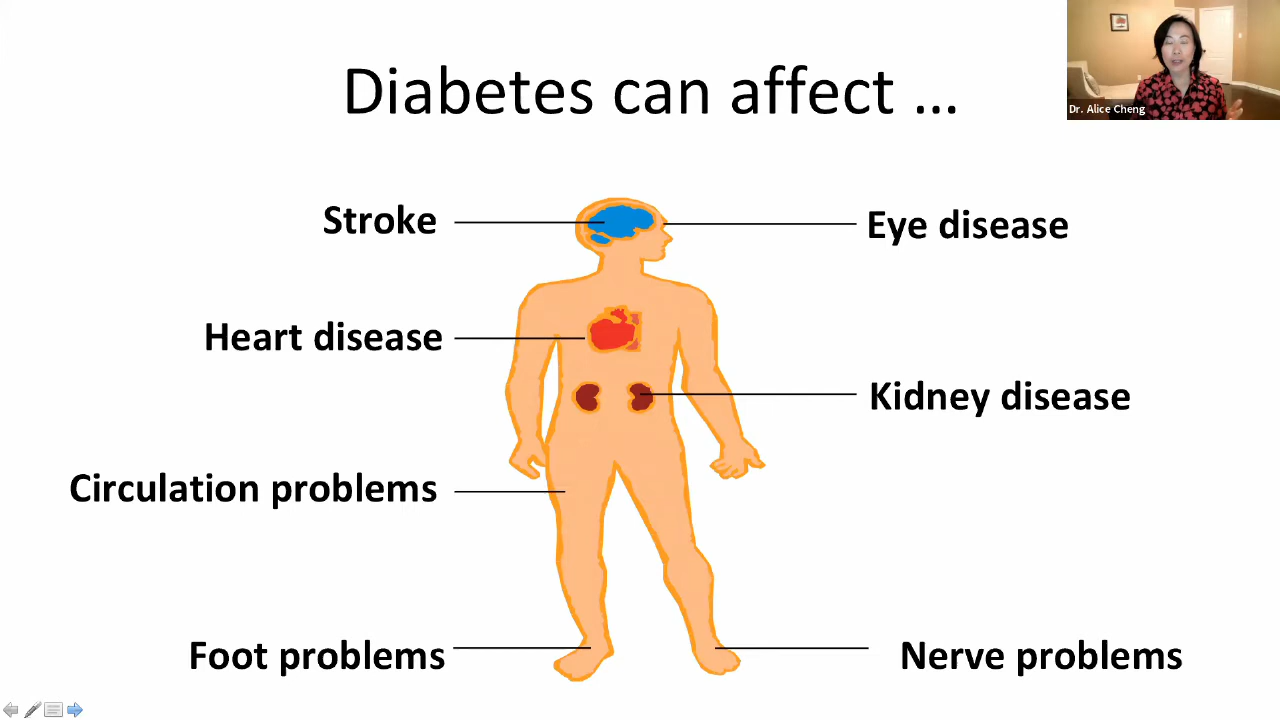 Diabetes can affect ...
Dr. Alice Cheng
Stroke
Eye disease
Heart disease
Kidney disease
Circulation problems
Foot problems
Nerve problems